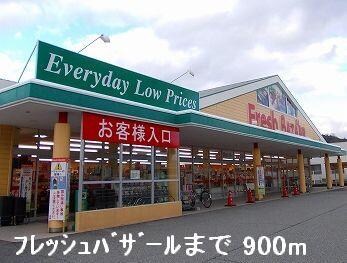 Everyday Low Prices
Fresh Bazar
お客様入口
フレッシュバザールまで 900m